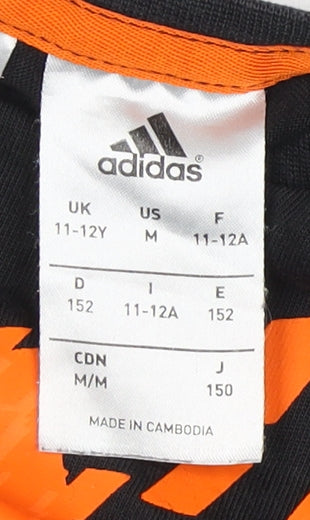 adidas®
UK US F
11-12Y M 11-12A
D I E
152 11-12A 152
CDN J
M/M 150
MADE IN CAMBODIA